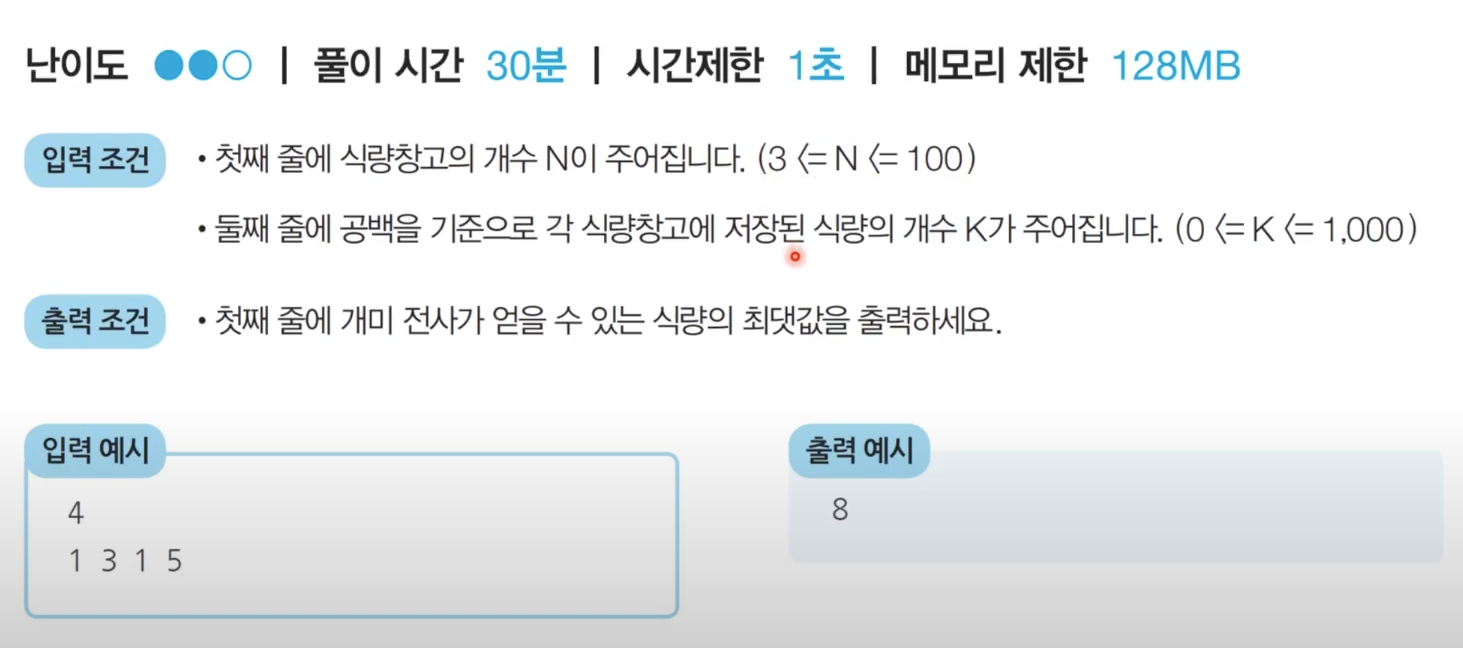 난이도 ●●○ | 풀이 시간 30분 | 시간제한 1초 | 메모리 제한 128MB
입력 조건 • 첫째 줄에 식량창고의 개수 N이 주어집니다. (3 <= N <= 100)
• 둘째 줄에 공백을 기준으로 각 식량창고에 저장된 식량의 개수 K가 주어집니다. (0 <= K <= 1,000)
출력 조건 • 첫째 줄에 개미 전사가 얻을 수 있는 식량의 최댓값을 출력하세요.
입력 예시
4
1 3 1 5
출력 예시
8